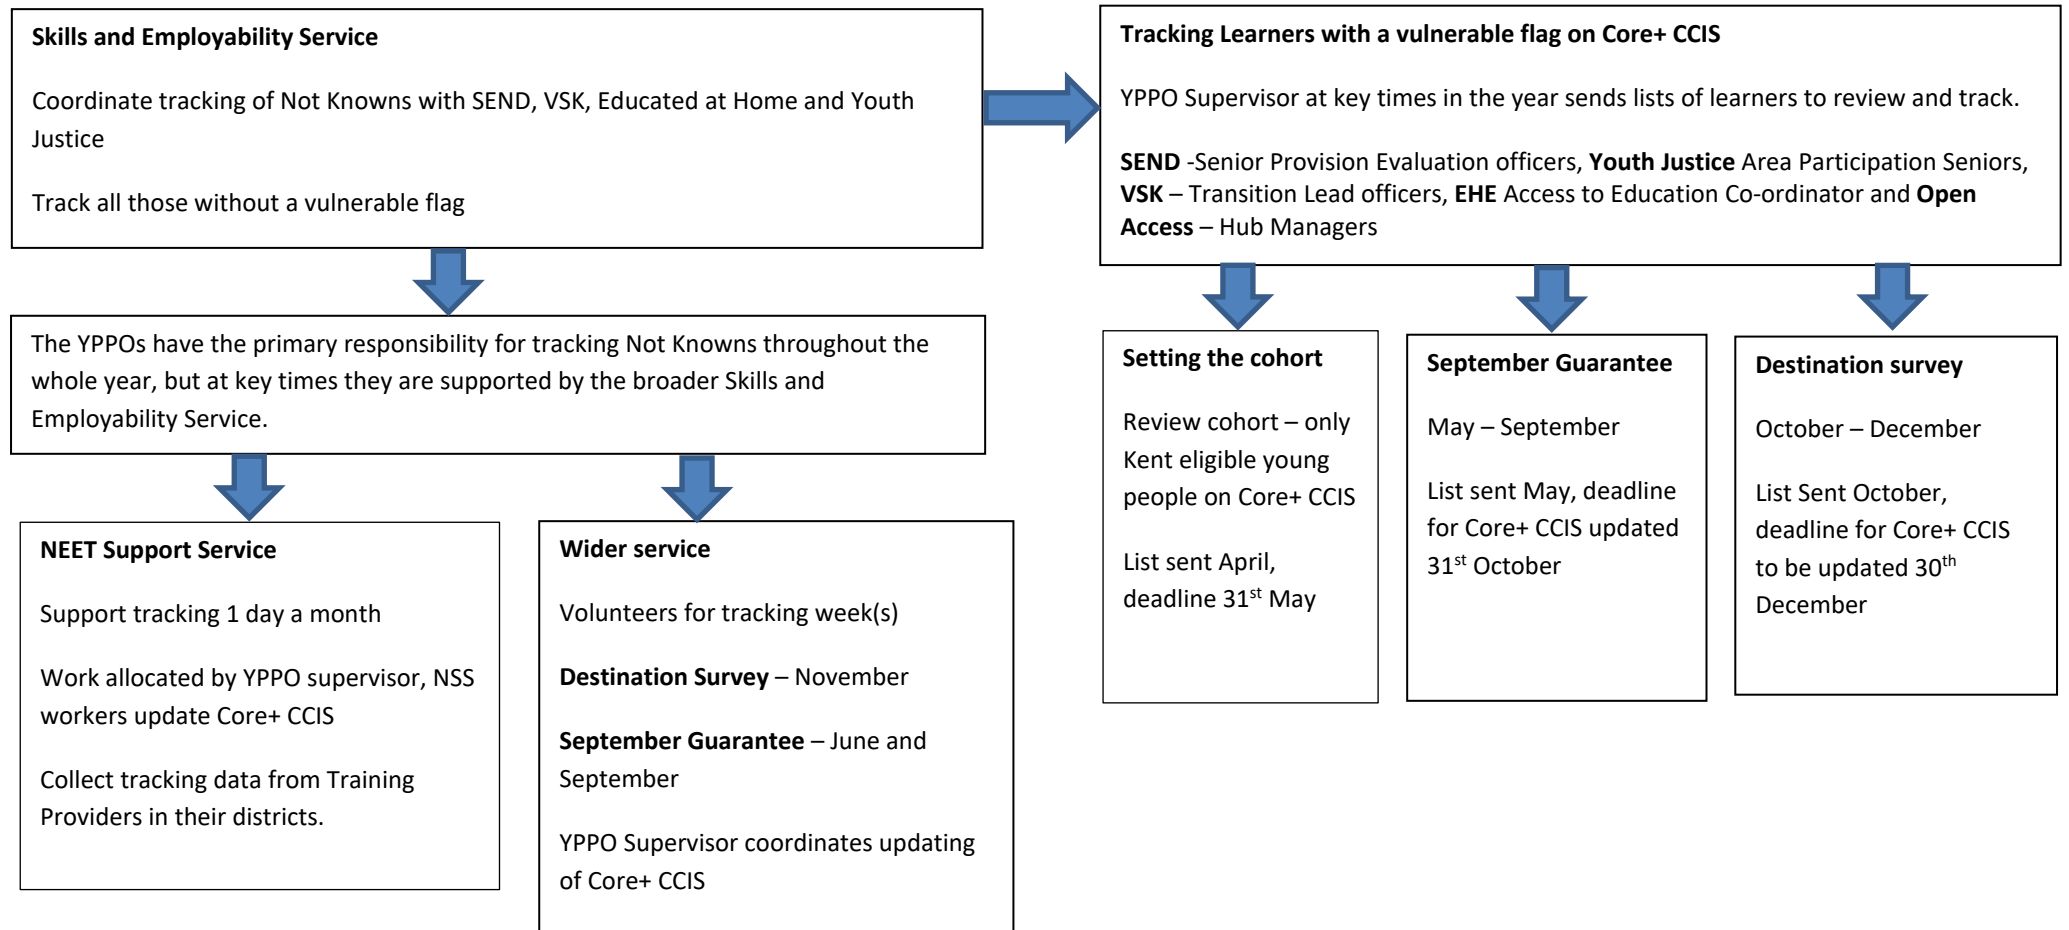 Skills and Employability Service
Coordinate tracking of Not Knowns with SEND, VSK, Educated at Home and Youth
Justice
Track all those without a vulnerable flag
Tracking Learners with a vulnerable flag on Core+ CCIS
YPPO Supervisor at key times in the year sends lists of learners to review and track.
SEND -Senior Provision Evaluation officers, Youth Justice Area Participation Seniors,
VSK – Transition Lead officers, EHE Access to Education Co-ordinator and Open
Access – Hub Managers
The YPPOs have the primary responsibility for tracking Not Knowns throughout the
whole year, but at key times they are supported by the broader Skills and
Employability Service.
NEET Support Service
Support tracking 1 day a month
Work allocated by YPPO supervisor, NSS
workers update Core+ CCIS
Collect tracking data from Training
Providers in their districts.
Wider service
Volunteers for tracking week(s)
Destination Survey – November
September Guarantee – June and
September
YPPO Supervisor coordinates updating
of Core+ CCIS
Setting the cohort
Review cohort – only
Kent eligible young
people on Core+ CCIS
List sent April,
deadline 31st May
September Guarantee
May – September
List sent May, deadline
for Core+ CCIS updated
31st October
Destination survey
October – December
List Sent October,
deadline for Core+ CCIS
to be updated 30th
December